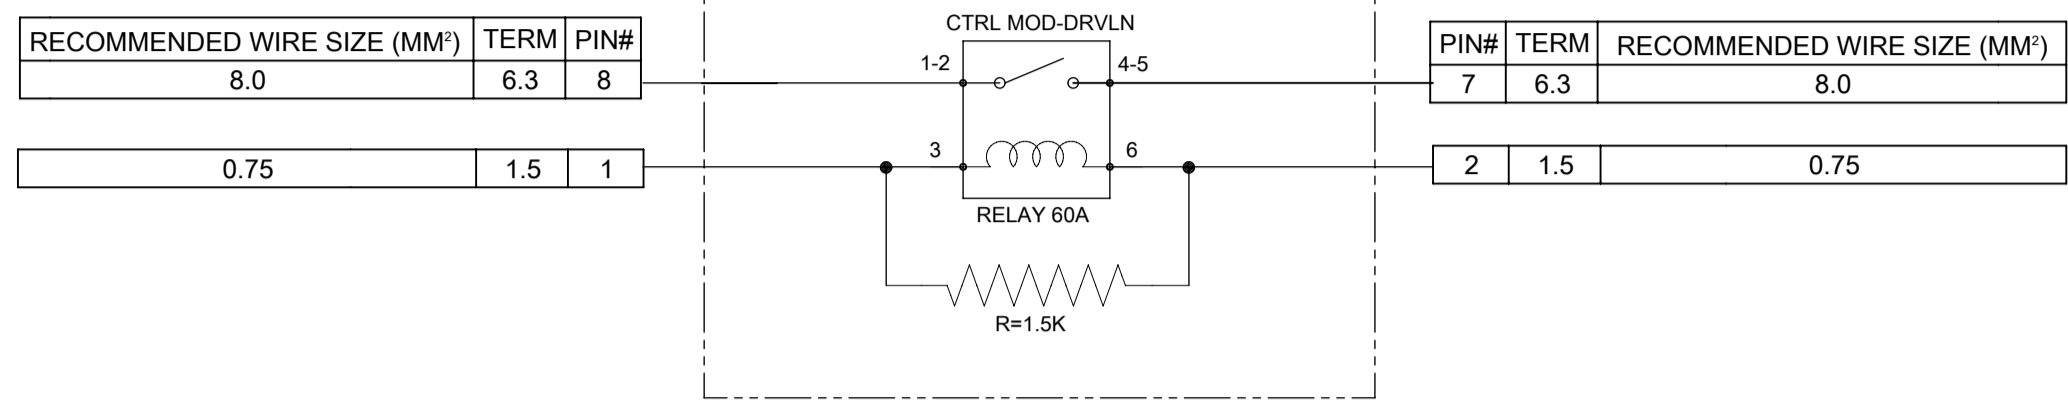 CTRL MOD-DRVLN
RECOMMENDED WIRE SIZE (MM²) TERM PIN#
8.0 6.3 8
1-2 4-5
PIN# TERM RECOMMENDED WIRE SIZE (MM²)
7 6.3 8.0
0.75 1.5 1
3 6
2 1.5 0.75
RELAY 60A
R=1.5K